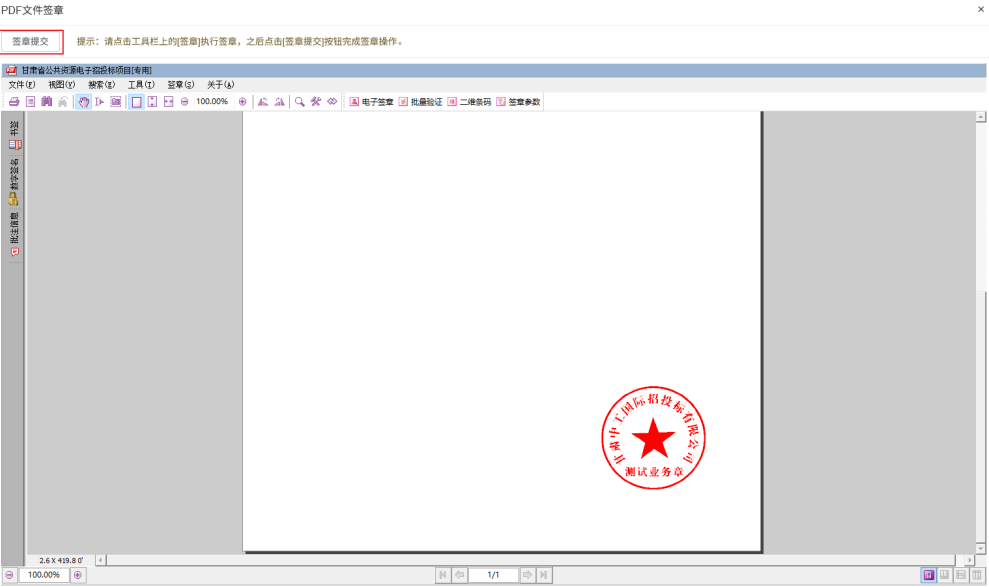 PDF文件签章
×
签章提交 提示：请点击工具栏上的[签章]执行签章，之后点击[签章提交]按钮完成签章操作。
甘肃省公共资源电子招投标项目[专用]
文件(F) 视图(V) 搜索(E) 工具(T) 签章(S) 关于(A)
100.00% 电子签章 批量验证 二维条码 签章参数
书签
数字签名
批注信息
甘肃中工国际招投标有限公司
测试业务章
2.6 X 419.8 0'
100.00% 1/1